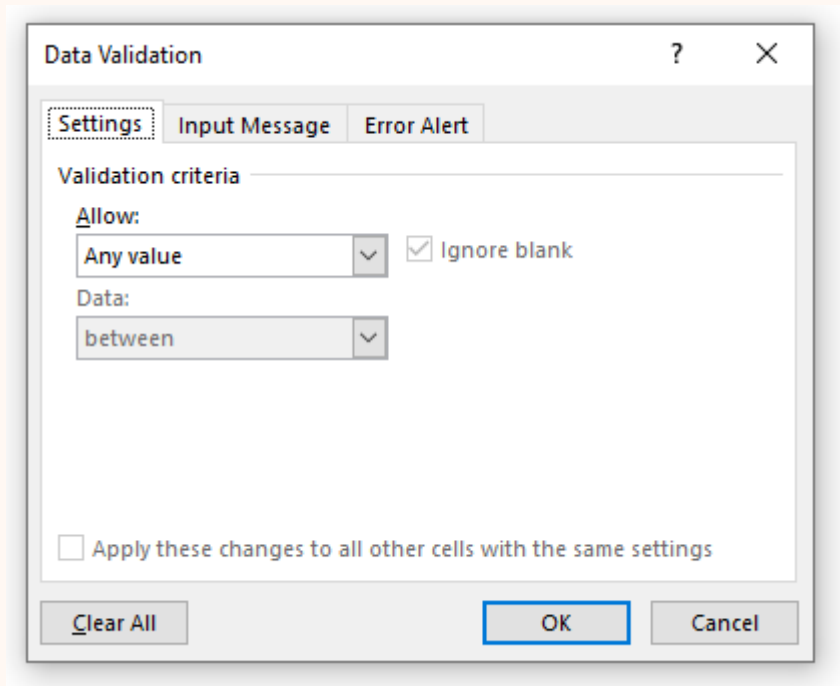 Data Validation ?
Settings Input Message Error Alert
Validation criteria
Allow:
Any value Ignore blank
Data:
between
Apply these changes to all other cells with the same settings
Clear All OK Cancel